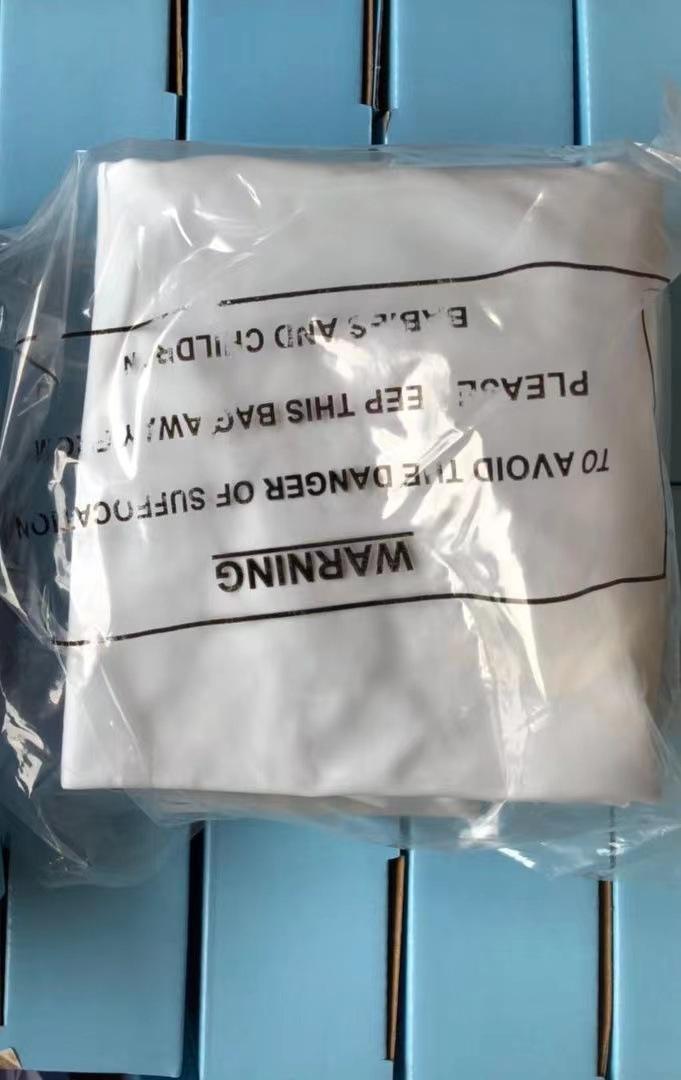 WARNING
TO AVOID THE DANGER OF SUFFOCATION
PLEASE KEEP THIS BAG AWAY FROM
BABIES AND CHILDREN